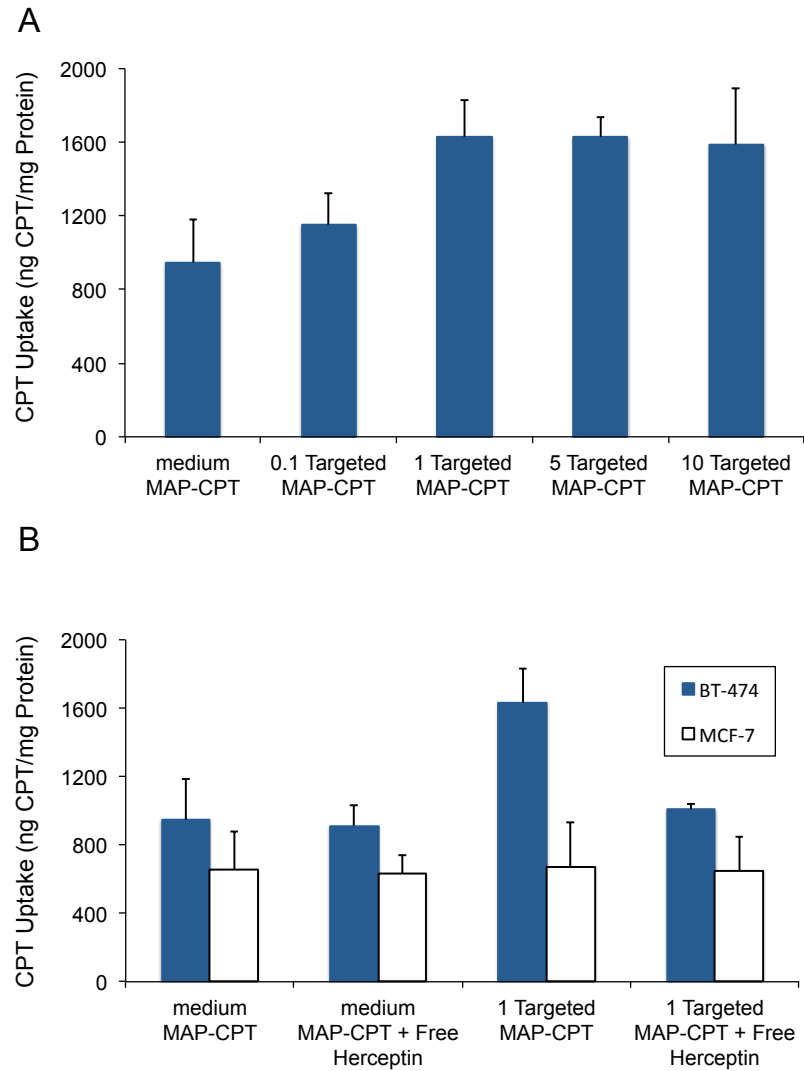 A
CPT Uptake (ng CPT/mg Protein)
2000
1600
1200
800
400
0
medium
MAP-CPT
0.1 Targeted
MAP-CPT
1 Targeted
MAP-CPT
5 Targeted
MAP-CPT
10 Targeted
MAP-CPT
B
CPT Uptake (ng CPT/mg Protein)
2000
1600
1200
800
400
0
BT-474
MCF-7
medium
MAP-CPT
medium
MAP-CPT + Free
Herceptin
1 Targeted
MAP-CPT
1 Targeted
MAP-CPT + Free
Herceptin